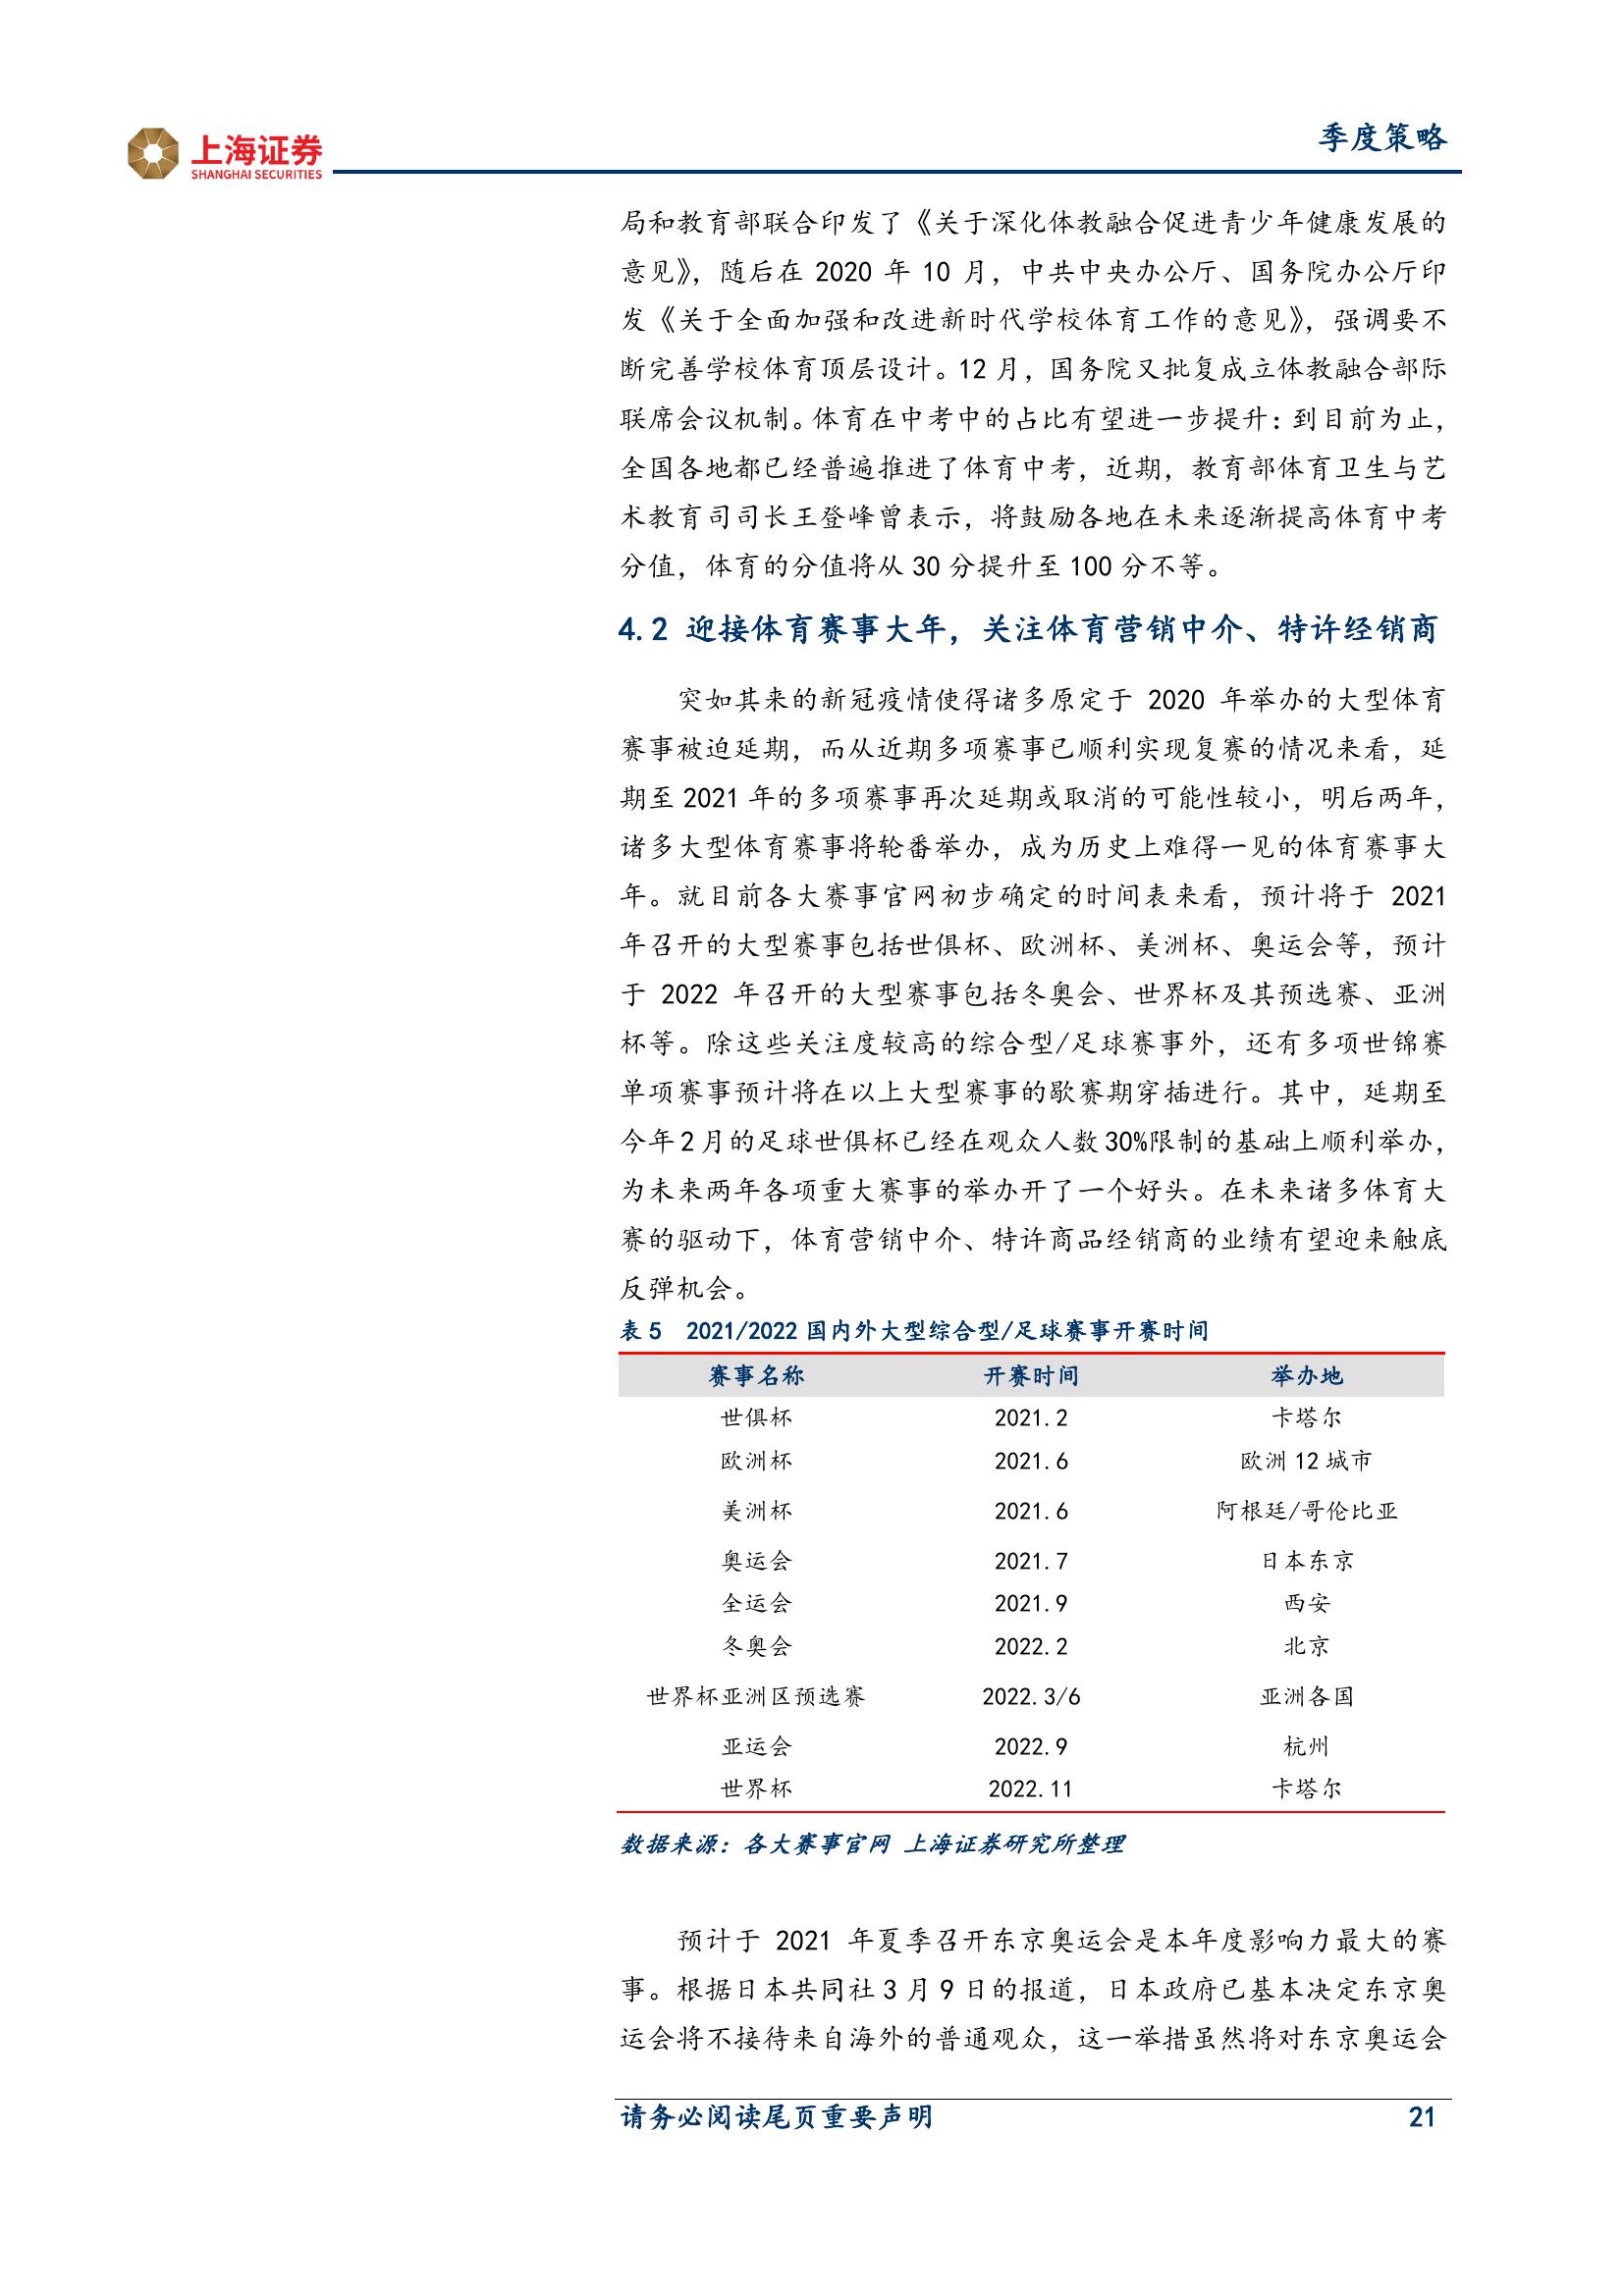 上海证券
SHANGHAI SECURITIES
季度策略
局和教育部联合印发了《关于深化体教融合促进青少年健康发展的
意见》，随后在 2020 年 10 月，中共中央办公厅、国务院办公厅印
发《关于全面加强和改进新时代学校体育工作的意见》，强调要不
断完善学校体育顶层设计。12 月，国务院又批复成立体教融合部际
联席会议机制。体育在中考中的占比有望进一步提升：到目前为止，
全国各地都已经普遍推进了体育中考，近期，教育部体育卫生与艺
术教育司司长王登峰曾表示，将鼓励各地在未来逐渐提高体育中考
分值，体育的分值将从 30 分提升至 100 分不等。
4.2 迎接体育赛事大年，关注体育营销中介、特许经销商
突如其来的新冠疫情使得诸多原定于 2020 年举办的大型体育
赛事被迫延期，而从近期多项赛事已顺利实现复赛的情况来看，延
期至 2021 年的多项赛事再次延期或取消的可能性较小，明后两年，
诸多大型体育赛事将轮番举办，成为历史上难得一见的体育赛事大
年。就目前各大赛事官网初步确定的时间表来看，预计将于 2021
年召开的大型赛事包括世俱杯、欧洲杯、美洲杯、奥运会等，预计
于 2022 年召开的大型赛事包括冬奥会、世界杯及其预选赛、亚洲
杯等。除这些关注度较高的综合型/足球赛事外，还有多项世锦赛
单项赛事预计将在以上大型赛事的歇赛期穿插进行。其中，延期至
今年 2 月的足球世俱杯已经在观众人数 30%限制的基础上顺利举办，
为未来两年各项重大赛事的举办开了一个好头。在未来诸多体育大
赛的驱动下，体育营销中介、特许商品经销商的业绩有望迎来触底
反弹机会。
表 5 2021/2022 国内外大型综合型/足球赛事开赛时间
赛事名称 开赛时间 举办地
世俱杯 2021.2 卡塔尔
欧洲杯 2021.6 欧洲 12 城市
美洲杯 2021.6 阿根廷/哥伦比亚
奥运会 2021.7 日本东京
全运会 2021.9 西安
冬奥会 2022.2 北京
世界杯亚洲区预选赛 2022.3/6 亚洲各国
亚运会 2022.9 杭州
世界杯 2022.11 卡塔尔
数据来源：各大赛事官网 上海证券研究所整理
预计于 2021 年夏季召开东京奥运会是本年度影响力最大的赛
事。根据日本共同社 3 月 9 日的报道，日本政府已基本决定东京奥
运会将不接待来自海外的普通观众，这一举措虽然将对东京奥运会
请务必阅读尾页重要声明 21